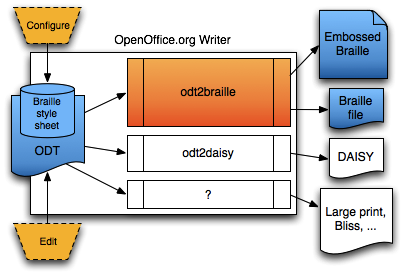 Configure
OpenOffice.org Writer
Embossed
Braille
Braille
style
sheet
ODT
odt2braille
Braille
file
odt2daisy
DAISY
?
Large print,
Bliss, ...
Edit